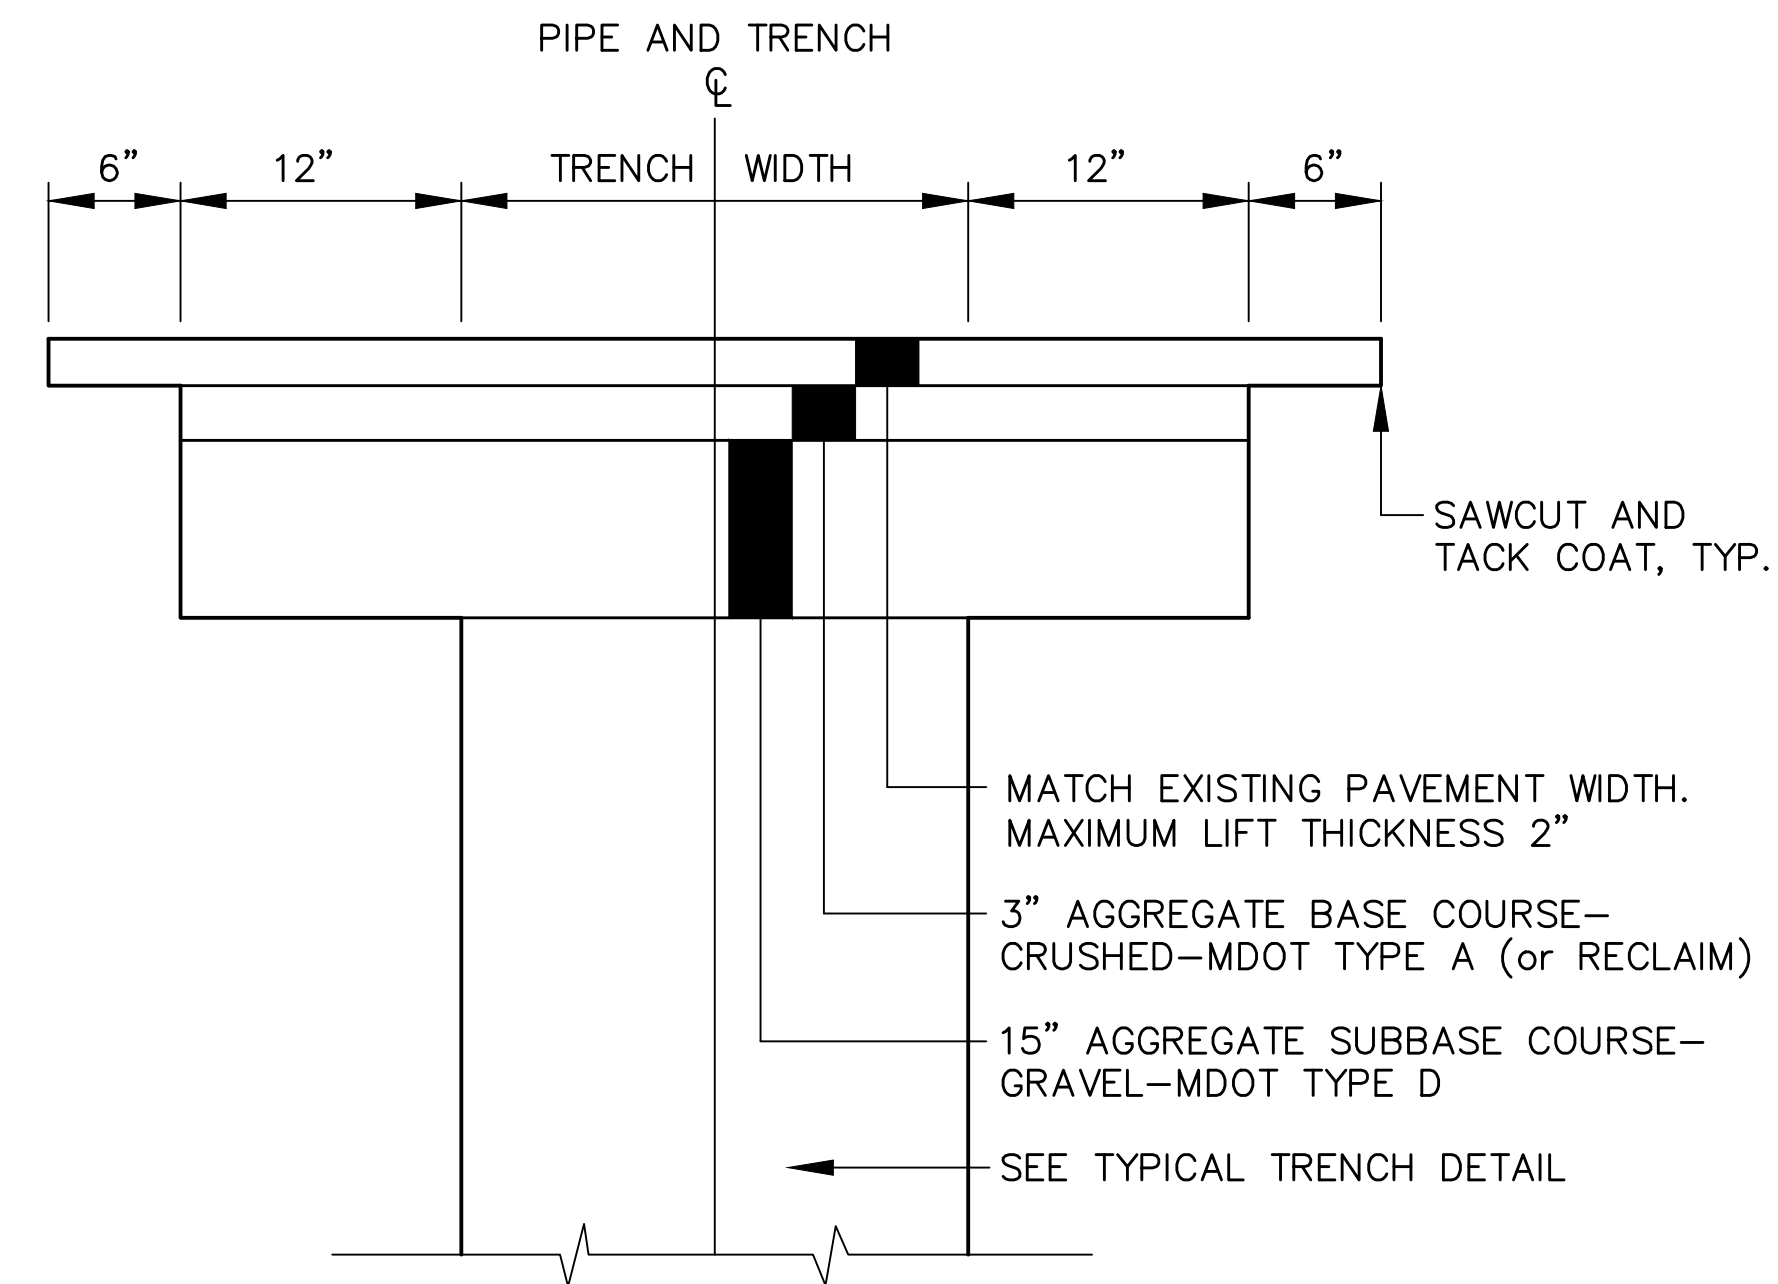 PIPE AND TRENCH
℄
6" 12" TRENCH WIDTH 12" 6"
SAWCUT AND
TACK COAT, TYP.
MATCH EXISTING PAVEMENT WIDTH.
MAXIMUM LIFT THICKNESS 2"
3" AGGREGATE BASE COURSE-
CRUSHED-MDOT TYPE A (or RECLAIM)
15" AGGREGATE SUBBASE COURSE-
GRAVEL-MDOT TYPE D
SEE TYPICAL TRENCH DETAIL